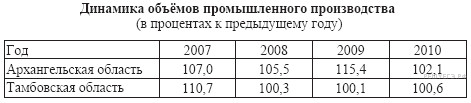 Динамика объёмов промышленного производства
(в процентах к предыдущему году)
Год 2007 2008 2009 2010
Архангельская область 107,0 105,5 115,4 102,1
Тамбовская область 110,7 100,3 100,1 100,6